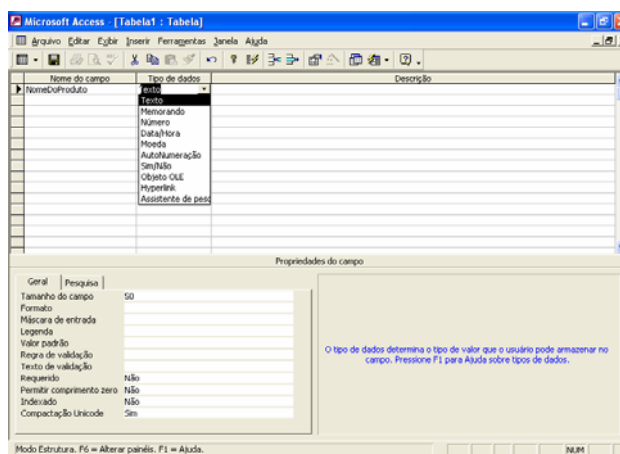 Microsoft Access - [Tabela1 : Tabela]
Arquivo Editar Exibir Inserir Ferramentas Janela Ajuda
Nome do campo Tipo de dados Descrição
NomeDoProduto Texto
Texto
Memorando
Número
Data/Hora
Moeda
AutoNumeração
Sim/Não
Objeto OLE
Hyperlink
Assistente de pesq
Propriedades do campo
Geral Pesquisa
Tamanho do campo 50
Formato
Máscara de entrada
Legenda
Valor padrão
Regra de validação
Texto de validação
Requerido Não
Permitir comprimento zero Não
Indexado Não
Compactação Unicode Sim
O tipo de dados determina o tipo de valor que o usuário pode armazenar no
campo. Pressione F1 para Ajuda sobre tipos de dados.
Modo Estrutura. F6 = Alterar painéis. F1 = Ajuda. NUM